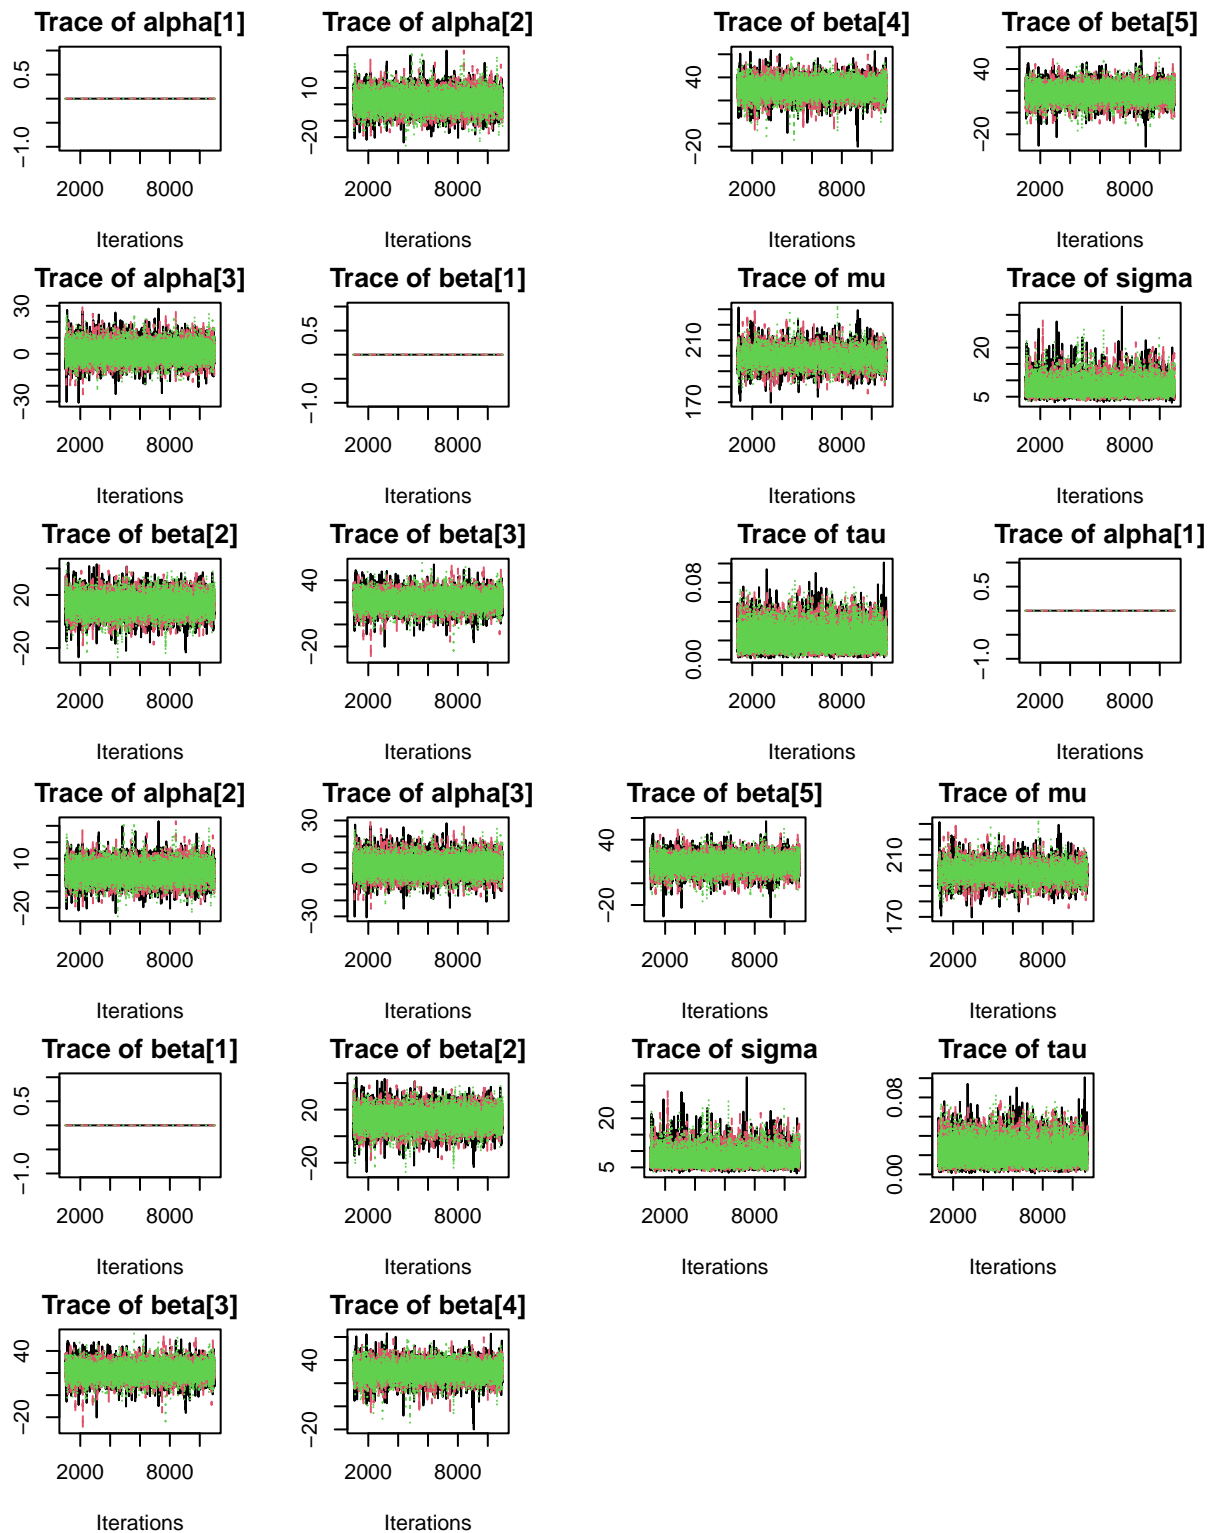 Trace of alpha[1]
0.5
−1.0
2000 8000
Iterations
Trace of alpha[2]
10
−20
2000 8000
Iterations
Trace of beta[4]
40
−20
2000 8000
Iterations
Trace of beta[5]
40
−20
2000 8000
Iterations
Trace of alpha[3]
30
0
−30
2000 8000
Iterations
Trace of beta[1]
0.5
−1.0
2000 8000
Iterations
Trace of mu
210
170
2000 8000
Iterations
Trace of sigma
20
5
2000 8000
Iterations
Trace of beta[2]
20
−20
2000 8000
Iterations
Trace of beta[3]
40
−20
2000 8000
Iterations
Trace of tau
0.08
0.00
2000 8000
Iterations
Trace of alpha[1]
0.5
−1.0
2000 8000
Iterations
Trace of alpha[2]
10
−20
2000 8000
Iterations
Trace of alpha[3]
30
0
−30
2000 8000
Iterations
Trace of beta[5]
40
−20
2000 8000
Iterations
Trace of mu
210
170
2000 8000
Iterations
Trace of beta[1]
0.5
−1.0
2000 8000
Iterations
Trace of beta[2]
20
−20
2000 8000
Iterations
Trace of sigma
20
5
2000 8000
Iterations
Trace of tau
0.08
0.00
2000 8000
Iterations
Trace of beta[3]
40
−20
2000 8000
Iterations
Trace of beta[4]
40
−20
2000 8000
Iterations